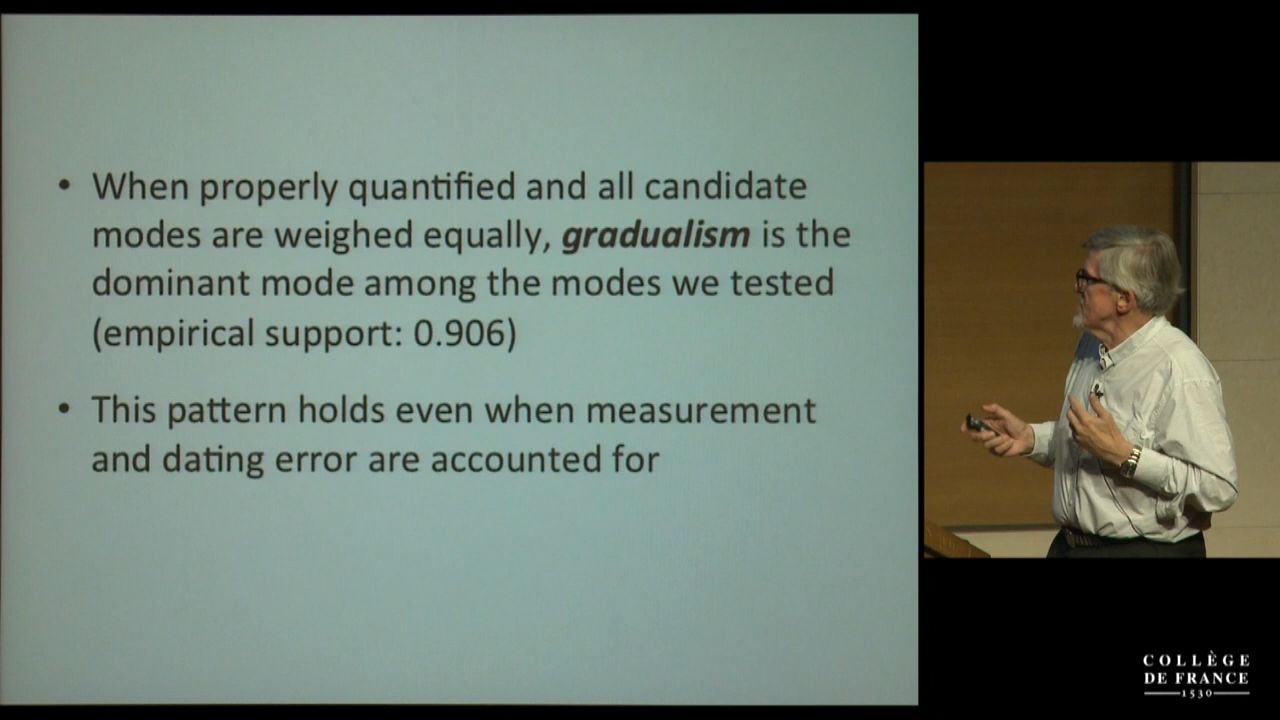 • When properly quantified and all candidate
modes are weighed equally, gradualism is the
dominant mode among the modes we tested
(empirical support: 0.906)
• This pattern holds even when measurement
and dating error are accounted for
COLLÈGE
DE FRANCE
1530